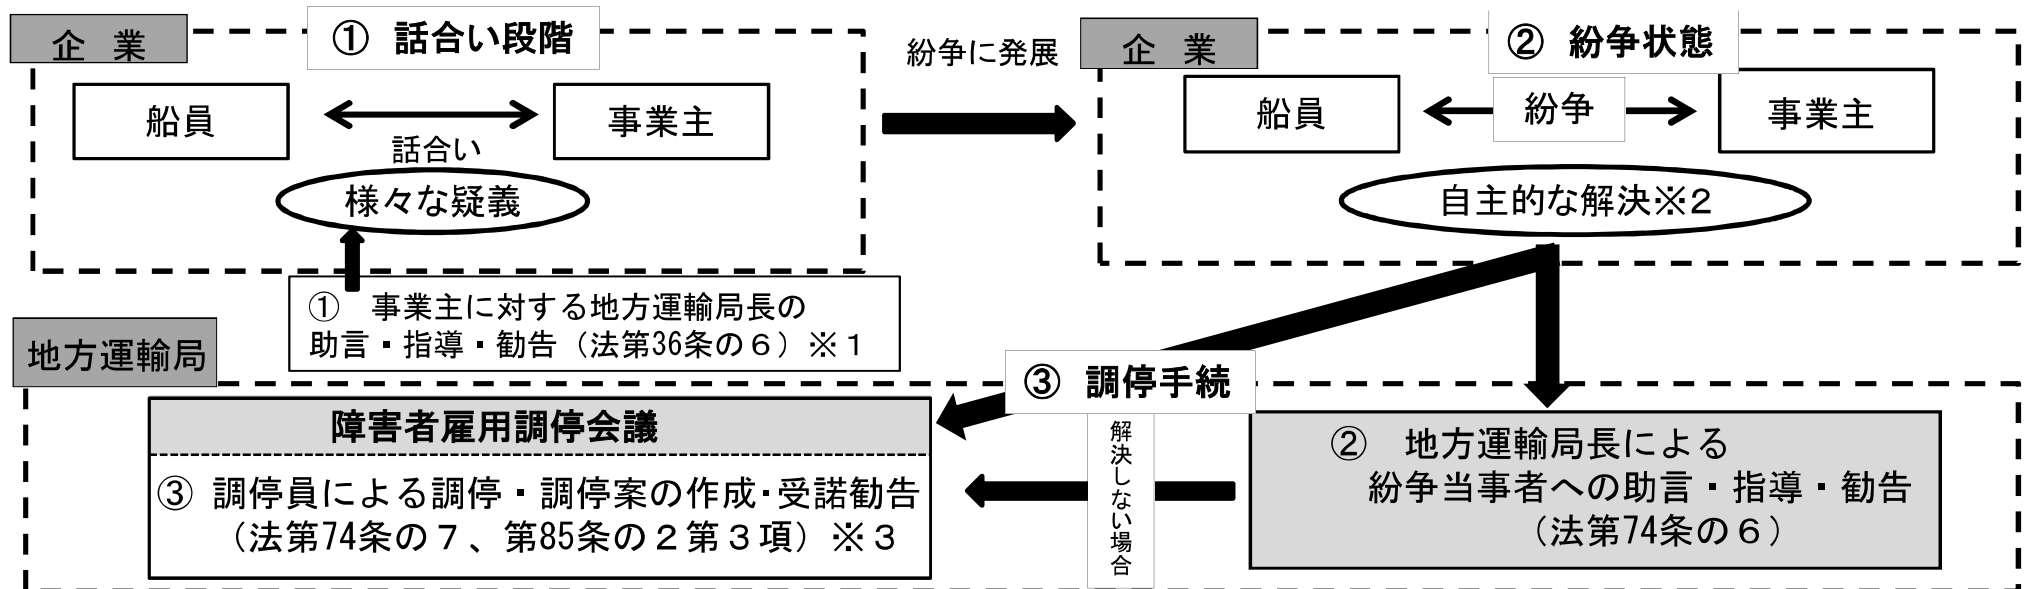 企　業
① 話合い段階
船員
事業主
話合い
様々な疑義
紛争に発展
企　業
② 紛争状態
船員
紛争
事業主
自主的な解決※２
①　事業主に対する地方運輸局長の
助言・指導・勧告（法第36条の６）※１
地方運輸局
③ 調停手続
障害者雇用調停会議
③ 調停員による調停・調停案の作成・受諾勧告
（法第74条の７、第85条の２第３項）※３
解決しない場合
②　地方運輸局長による
紛争当事者への助言・指導・勧告
（法第74条の６）